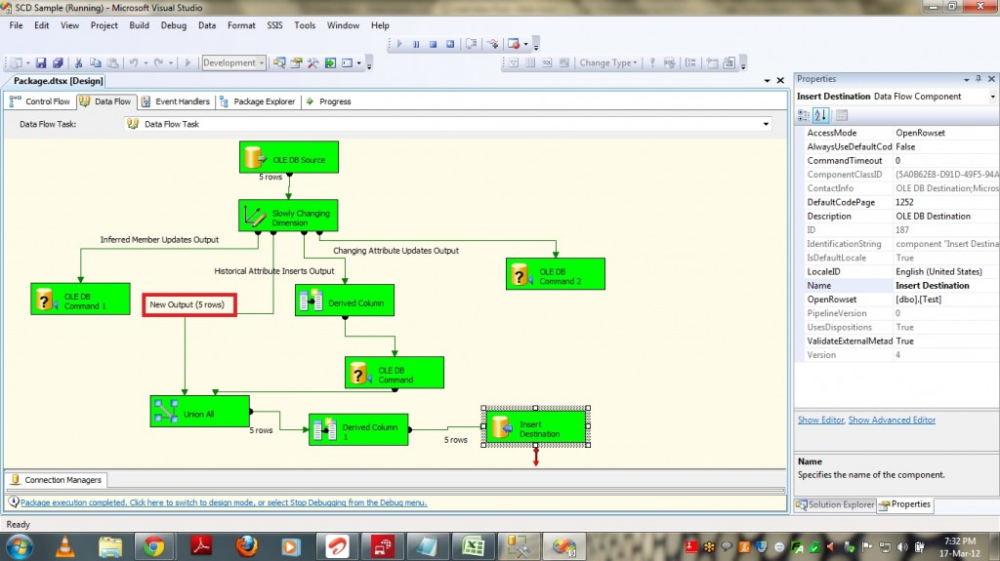 SCD Sample (Running) - Microsoft Visual Studio
File Edit View Project Build Debug Data Format SSIS Tools Window Help
Development Change Type
Package.dtsx [Design]
Control Flow Data Flow Event Handlers Package Explorer Progress
Data Flow Task: Data Flow Task
OLE DB Source
5 rows
Slowly Changing
Dimension
Inferred Member Updates Output
Changing Attribute Updates Output
Historical Attribute Inserts Output
OLE DB
Command 1
New Output (5 rows)
Derived Column
OLE DB
Command 2
OLE DB
Command
Union All
5 rows
Derived Column
1
5 rows
Insert
Destination
Connection Managers
Package execution completed. Click here to switch to design mode, or select Stop Debugging from the Debug menu.
Properties
Insert Destination Data Flow Component
AccessMode OpenRowset
AlwaysUseDefaultCod False
CommandTimeout 0
ComponentClassID {5A0B62E8-D91D-49F5-94A
ContactInfo OLE DB Destination;Micros
DefaultCodePage 1252
Description OLE DB Destination
ID 187
IdentificationString component "Insert Destina
IsDefaultLocale True
LocaleID English (United States)
Name Insert Destination
OpenRowset [dbo].[Test]
PipelineVersion 0
UsesDispositions True
ValidateExternalMetad True
Version 4
Show Editor, Show Advanced Editor
Name
Specifies the name of the component.
Solution Explorer Properties
Ready
7:32 PM
17-Mar-12